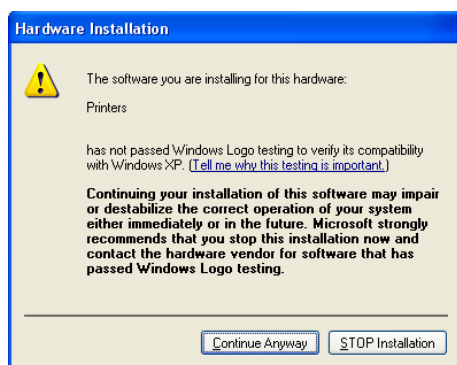 Hardware Installation
The software you are installing for this hardware:
Printers
has not passed Windows Logo testing to verify its compatibility
with Windows XP. (Tell me why this testing is important.)
Continuing your installation of this software may impair
or destabilize the correct operation of your system
either immediately or in the future. Microsoft strongly
recommends that you stop this installation now and
contact the hardware vendor for software that has
passed Windows Logo testing.
Continue Anyway STOP Installation